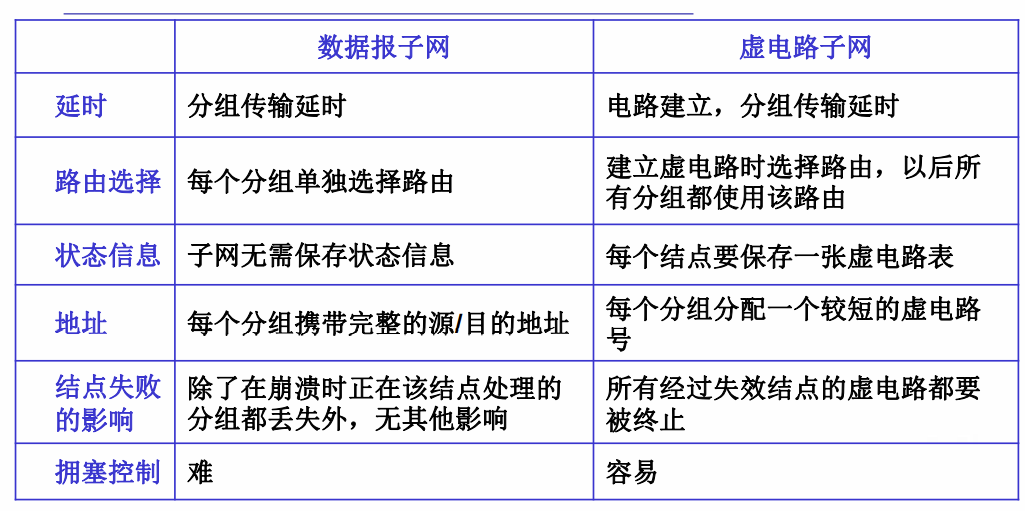 数据报子网
虚电路子网
延时
分组传输延时
电路建立，分组传输延时
路由选择
每个分组单独选择路由
建立虚电路时选择路由，以后所
有分组都使用该路由
状态信息
子网无需保存状态信息
每个结点要保存一张虚电路表
地址
每个分组携带完整的源/目的地址
每个分组分配一个较短的虚电路
号
结点失败
的影响
除了在崩溃时正在该结点处理的
分组都丢失外，无其他影响
所有经过失效结点的虚电路都要
被终止
拥塞控制
难
容易